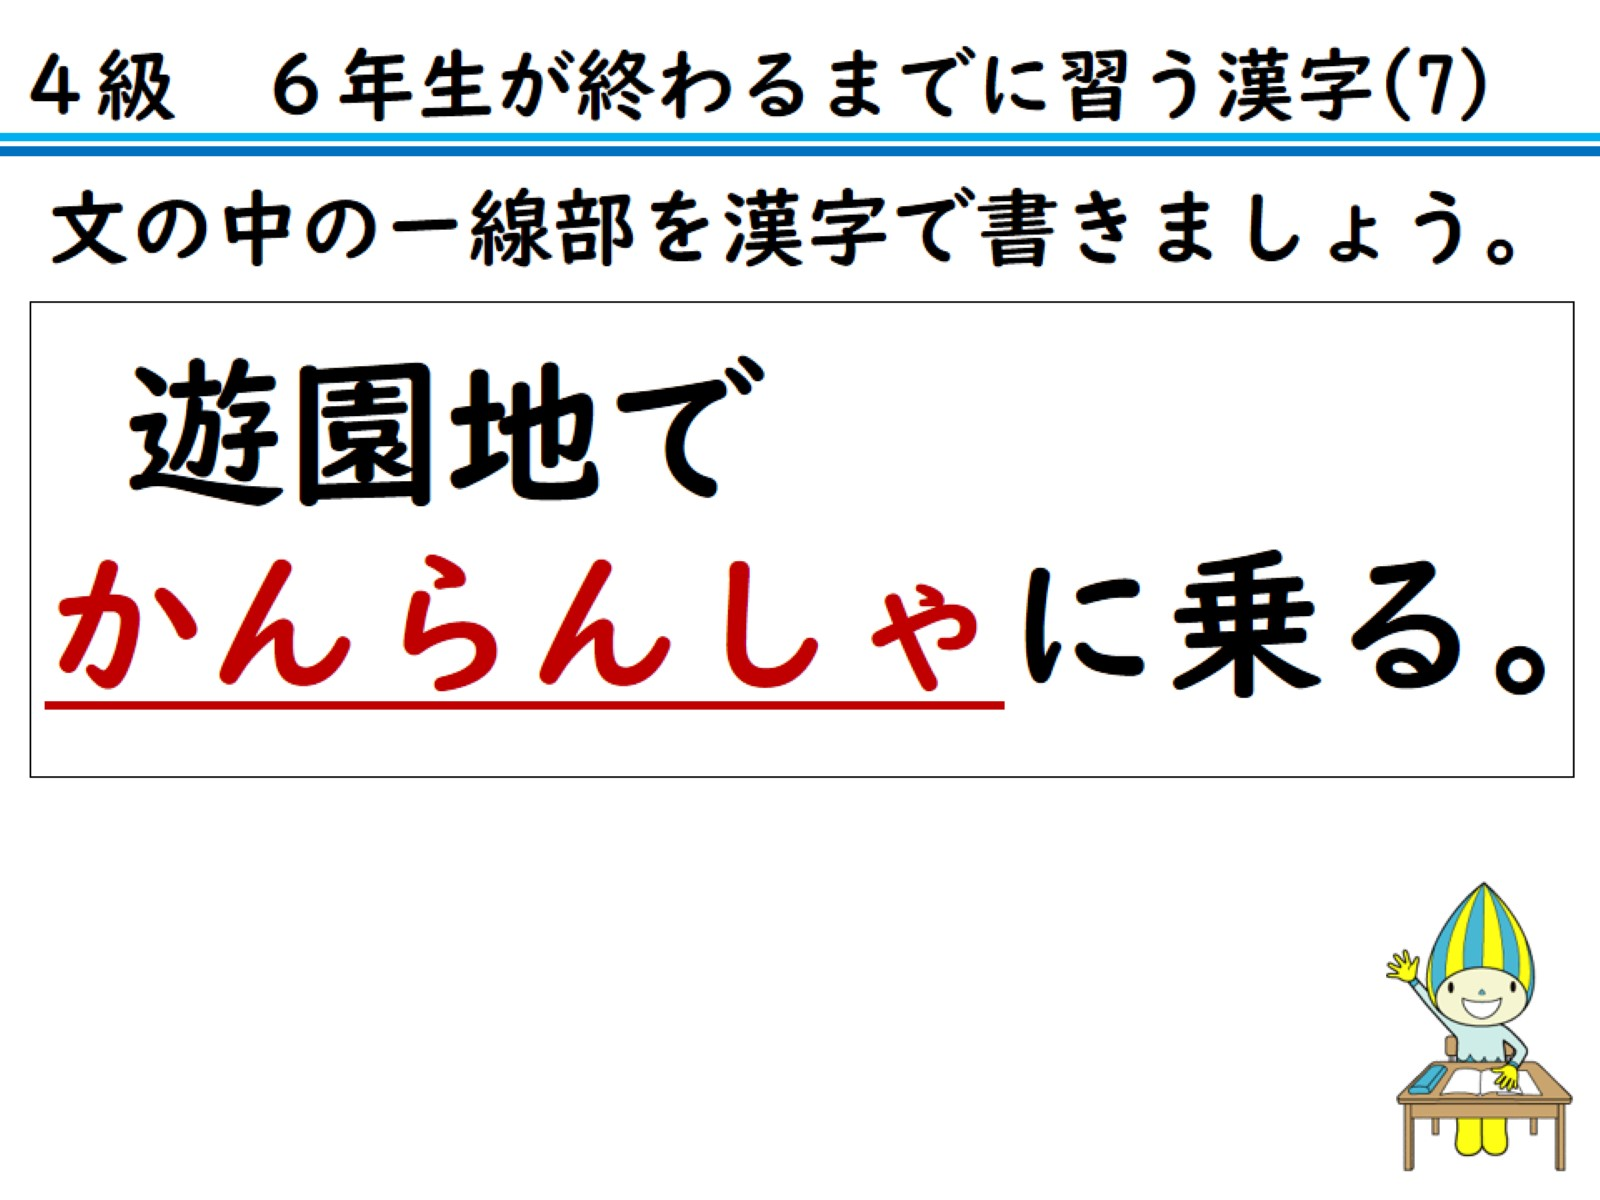 ４級　６年生が終わるまでに習う漢字(7)
文の中の―線部を漢字で書きましょう。
遊園地で
かんらんしゃに乗る。